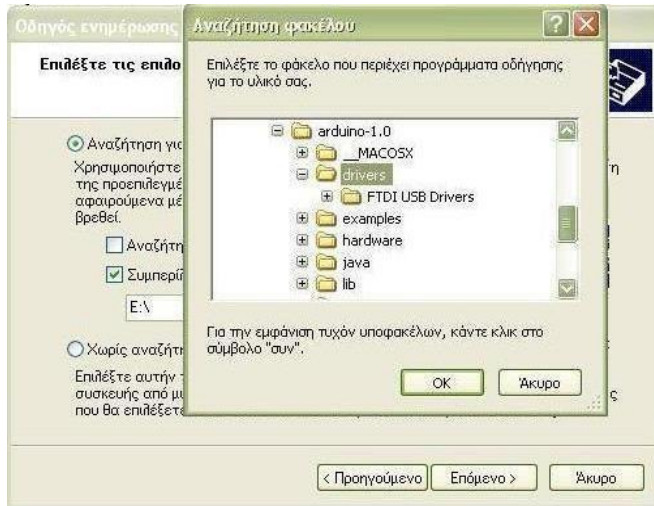 Οδηγός ενημέρωσης
Αναζήτηση φακέλου
Επιλέξτε τις επιλο
Επιλέξτε το φάκελο που περιέχει προγράμματα οδήγησης
για το υλικό σας.
arduino-1.0
__MACOSX
drivers
FTDI USB Drivers
examples
hardware
java
lib
Για την εμφάνιση τυχόν υποφακέλων, κάντε κλικ στο
σύμβολο "συν".
OK
Άκυρο
Αναζήτηση για
Χρησιμοποιήστε
της προεπιλεγμέ
αφαιρούμενα μέ
βρεθεί.
Αναζήτη
Συμπερίλ
E:\
Χωρίς αναζήτη
Επιλέξτε αυτήν
συσκευής από μι
που θα επιλέξετε
< Προηγούμενο
Επόμενο >
Άκυρο